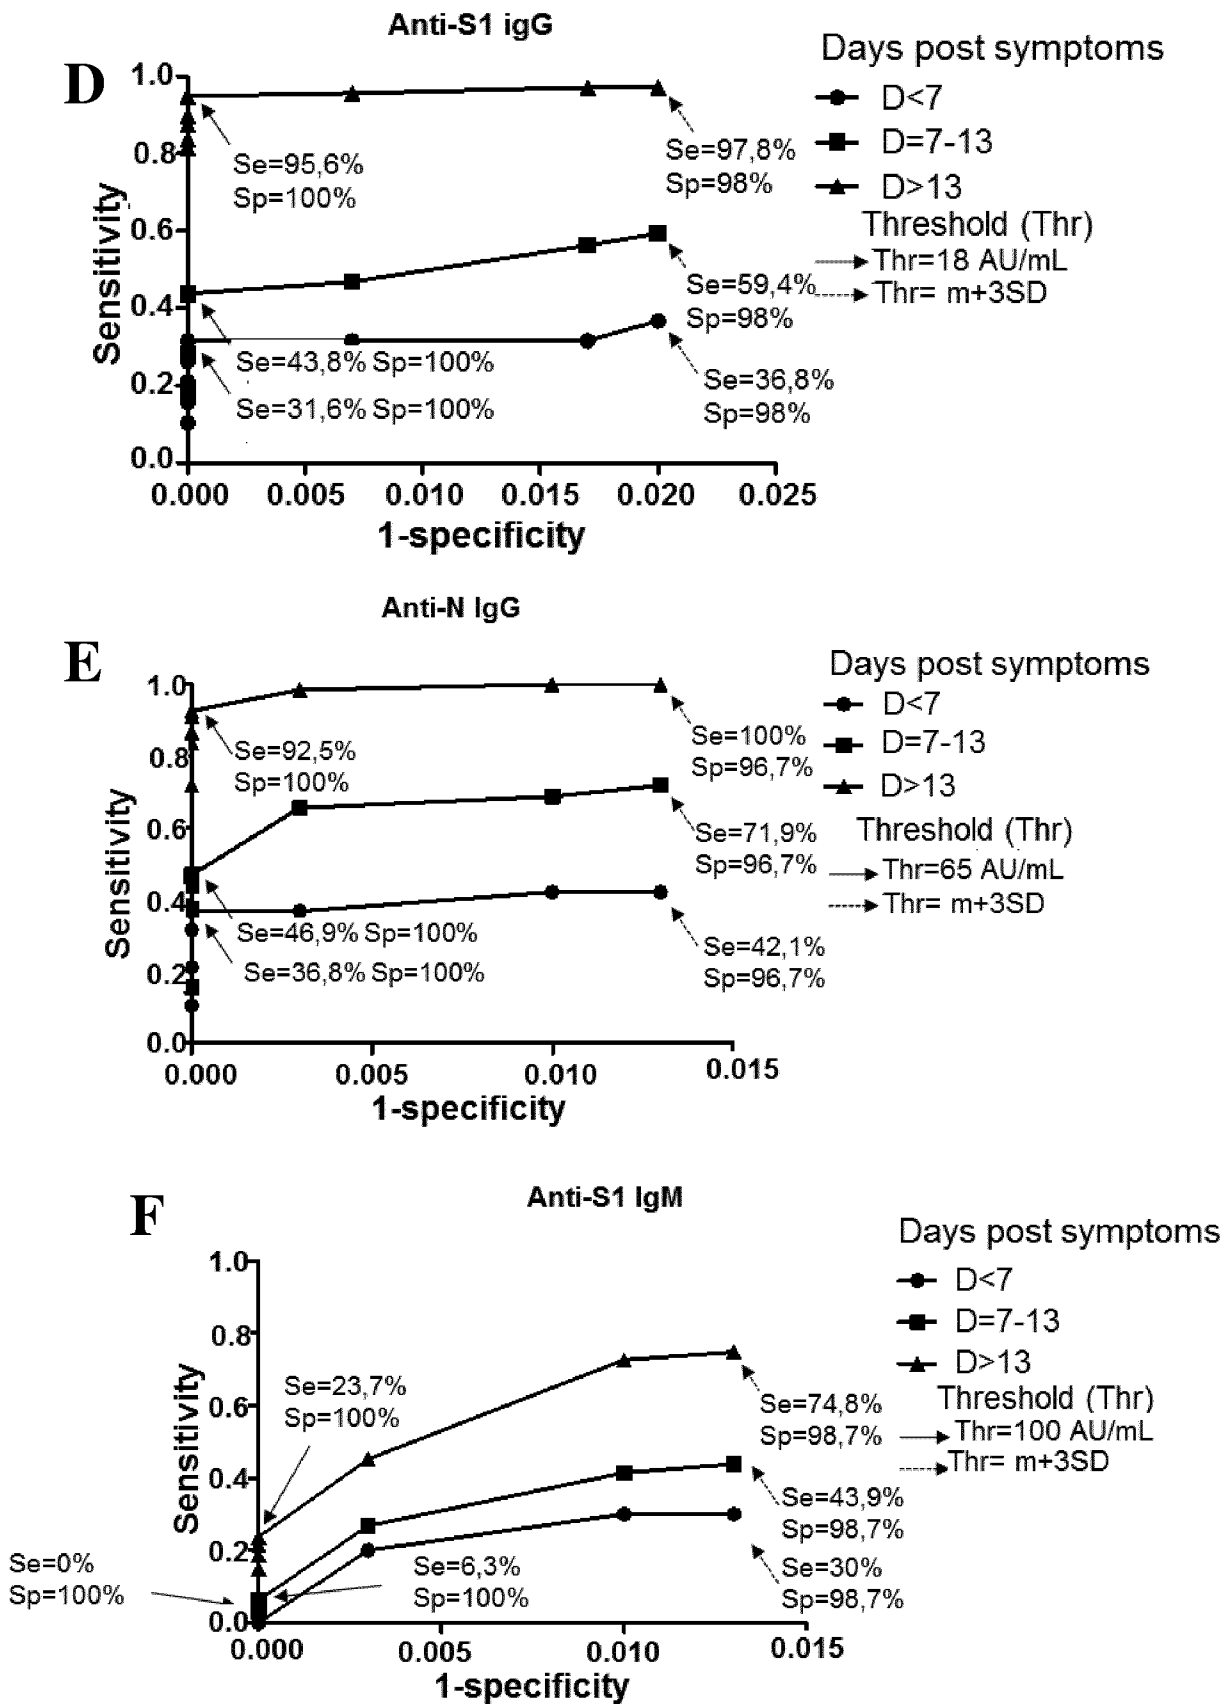 Anti-S1 igG
D
Days post symptoms
D<7
D=7-13
D>13
Threshold (Thr)
Thr=18 AU/mL
Thr= m+3SD
Sensitivity
1.0
0.8
0.6
0.4
0.2
0.0
Se=95,6%
Sp=100%
Se=97,8%
Sp=98%
Se=59,4%
Sp=98%
Se=43,8% Sp=100%
Se=31,6% Sp=100%
Se=36,8%
Sp=98%
0.000 0.005 0.010 0.015 0.020 0.025
1-specificity
Anti-N IgG
E
Days post symptoms
D<7
D=7-13
D>13
Threshold (Thr)
Thr=65 AU/mL
Thr= m+3SD
Sensitivity
1.0
0.8
0.6
0.4
0.2
0.0
Se=92,5%
Sp=100%
Se=100%
Sp=96,7%
Se=71,9%
Sp=96,7%
Se=46,9% Sp=100%
Se=36,8% Sp=100%
Se=42,1%
Sp=96,7%
0.000 0.005 0.010 0.015
1-specificity
Anti-S1 IgM
F
Days post symptoms
D<7
D=7-13
D>13
Threshold (Thr)
Thr=100 AU/mL
Thr= m+3SD
Sensitivity
1.0
0.8
0.6
0.4
0.2
0.0
Se=23,7%
Sp=100%
Se=74,8%
Sp=98,7%
Se=43,9%
Sp=98,7%
Se=0%
Sp=100%
Se=6,3%
Sp=100%
Se=30%
Sp=98,7%
0.000 0.005 0.010 0.015
1-specificity